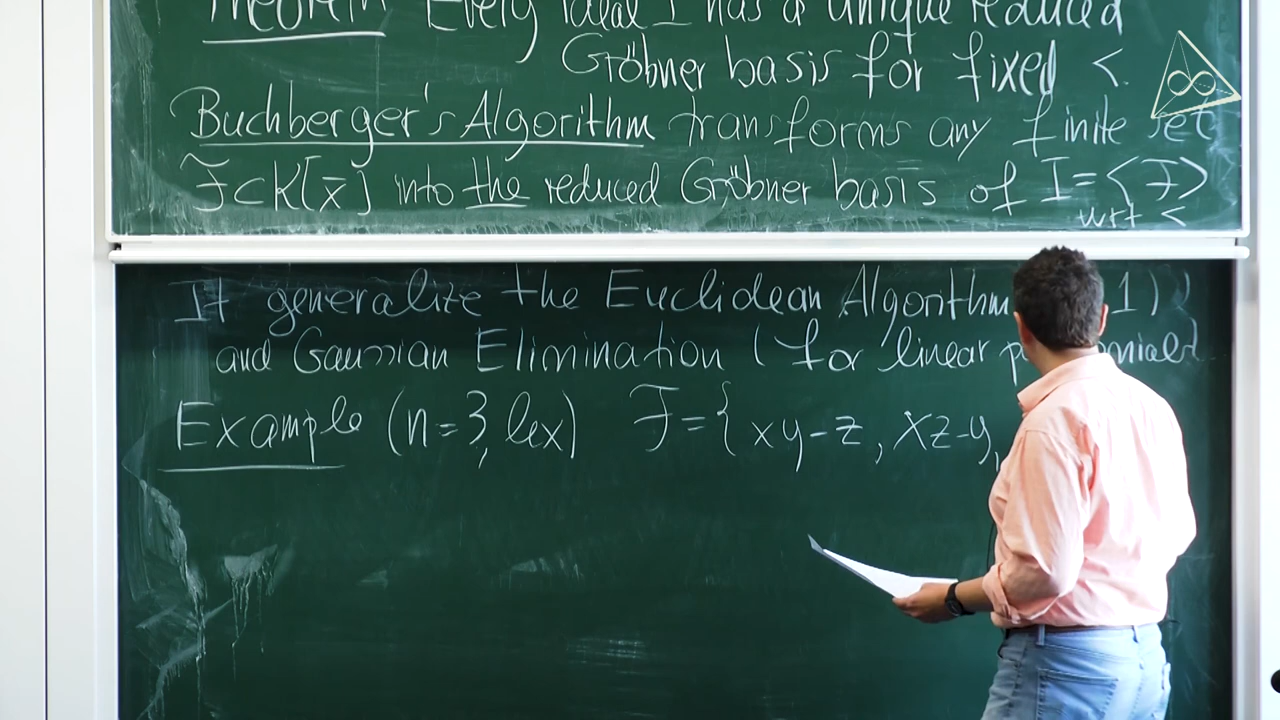 Theorem Every ideal I has a unique reduced
Gröbner basis for fixed <.
Buchberger's Algorithm transforms any finite set
F⊂K[x̄] into the reduced Gröbner basis of I=<F>
wrt <
It generalize the Euclidean Algorithm 1)
and Gaussian Elimination (for linear
Example (n=3, lex) F={xy-z, xz-y,